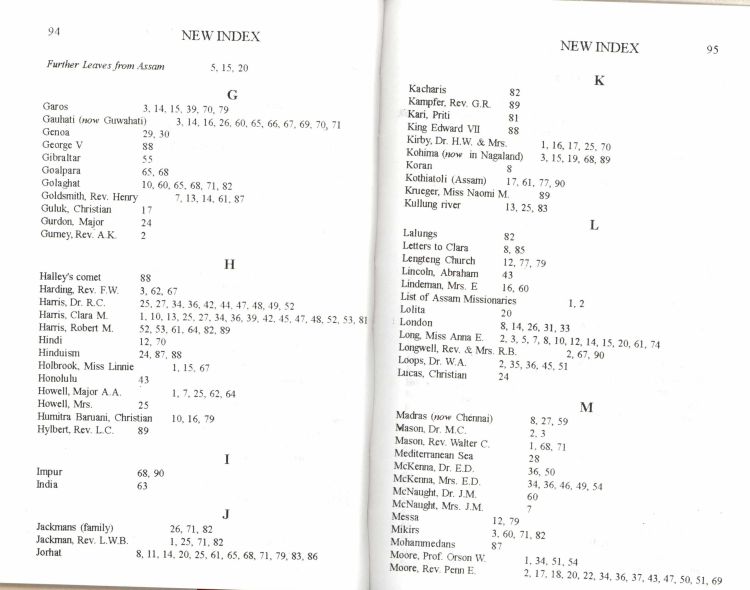 94
NEW INDEX
Further Leaves from Assam 5, 15, 20
G
Garos 3, 14, 15, 39, 70, 79
Gauhati (now Guwahati) 3, 14, 16, 26, 60, 65, 66, 67, 69, 70, 71
Genoa 29, 30
George V 88
Gibraltar 55
Goalpara 65, 68
Golaghat 10, 60, 65, 68, 71, 82
Goldsmith, Rev. Henry 7, 13, 14, 61, 87
Guluk, Christian 17
Gurdon, Major 24
Gurney, Rev. A.K. 2
H
Hailey's comet 88
Harding, Rev. F.W. 3, 62, 67
Harris, Dr. R.C. 25, 27, 34, 36, 42, 44, 47, 48, 49, 52
Harris, Clara M. 1, 10, 13, 25, 27, 34, 36, 39, 42, 45, 47, 48, 52, 53, 81
Harris, Robert M. 52, 53, 61, 64, 82, 89
Hindi 12, 70
Hinduism 24, 87, 88
Holbrook, Miss Linnie 1, 15, 67
Honolulu 43
Howell, Major A.A. 1, 7, 25, 62, 64
Howell, Mrs. 25
Humitra Baruani, Christian 10, 16, 79
Hylbert, Rev. L.C. 89
I
Impur 68, 90
India 63
J
Jackmans (family) 26, 71, 82
Jackman, Rev. L.W.B. 1, 25, 71, 82
Jorhat 8, 11, 14, 20, 25, 61, 65, 68, 71, 79, 83, 86
NEW INDEX 95
K
Kacharis 82
Kampfer, Rev. G.R. 89
Kari, Priti 81
King Edward VII 88
Kirby, Dr. H.W. & Mrs. 1, 16, 17, 25, 70
Kohima (now in Nagaland) 3, 15, 19, 68, 89
Koran 8
Kothiatoli (Assam) 17, 61, 77, 90
Krueger, Miss Naomi M. 89
Kullung river 13, 25, 83
L
Lalungs 82
Letters to Clara 8, 85
Lengteng Church 12, 77, 79
Lincoln, Abraham 43
Lindeman, Mrs. E 16, 60
List of Assam Missionaries 1, 2
Lolita 20
London 8, 14, 26, 31, 33
Long, Miss Anna E. 2, 3, 5, 7, 8, 10, 12, 14, 15, 20, 61, 74
Longwell, Rev. & Mrs. R.B. 2, 67, 90
Loops, Dr. W.A. 2, 35, 36, 45, 51
Lucas, Christian 24
M
Madras (now Chennai) 8, 27, 59
Mason, Dr. M.C. 2, 3
Mason, Rev. Walter C. 1, 68, 71
Mediterranean Sea 28
McKenna, Dr. E.D. 36, 50
McKenna, Mrs. E.D. 34, 36, 46, 49, 54
McNaught, Dr. J.M. 60
McNaught, Mrs. J.M. 7
Messa 12, 79
Mikirs 3, 60, 71, 82
Mohammedans 87
Moore, Prof. Orson W. 1, 34, 51, 54
Moore, Rev. Penn E. 2, 17, 18, 20, 22, 34, 36, 37, 43, 47, 50, 51, 69